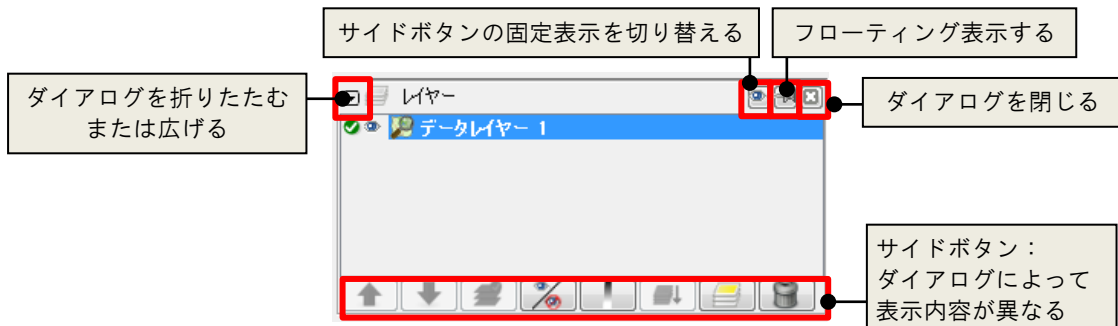 サイドボタンの固定表示を切り替える
フローティング表示する
ダイアログを折りたたむ
または広げる
レイヤー
ダイアログを閉じる
データレイヤー 1
サイドボタン：
ダイアログによって
表示内容が異なる